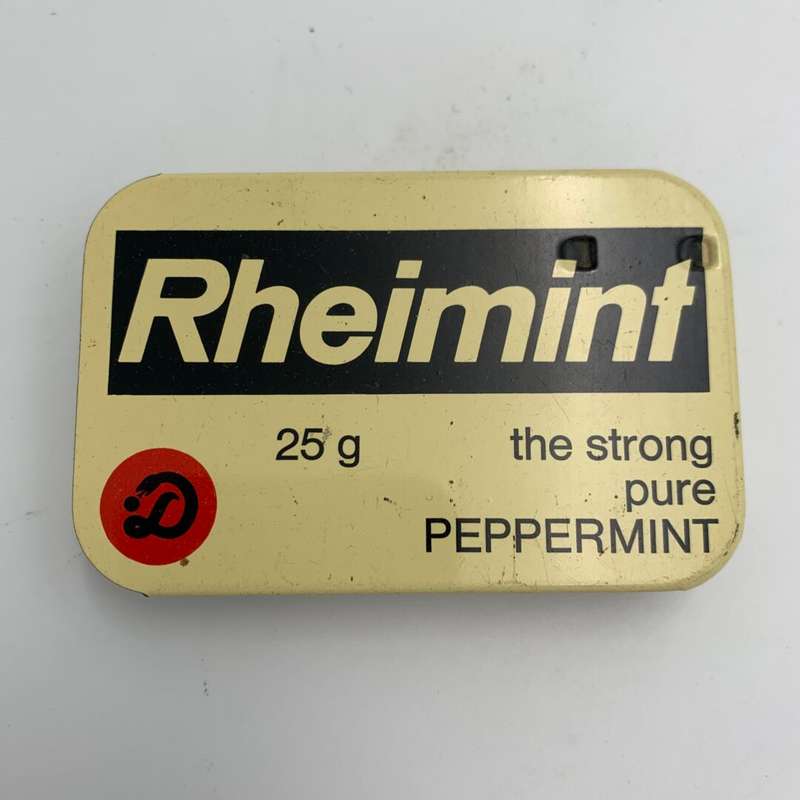 Rheimint
25 g
the strong
pure
PEPPERMINT
D